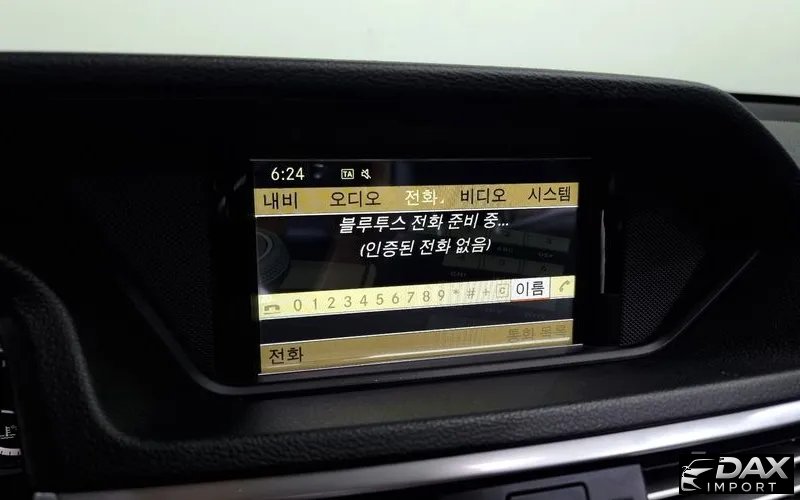 6:24 TA
내비 오디오 전화 비디오 시스템
블루투스 전화 준비 중...
(인증된 전화 없음)
0 1 2 3 4 5 6 7 8 9 * # + C 이름
통화 목록
전화
DAX
IMPORT